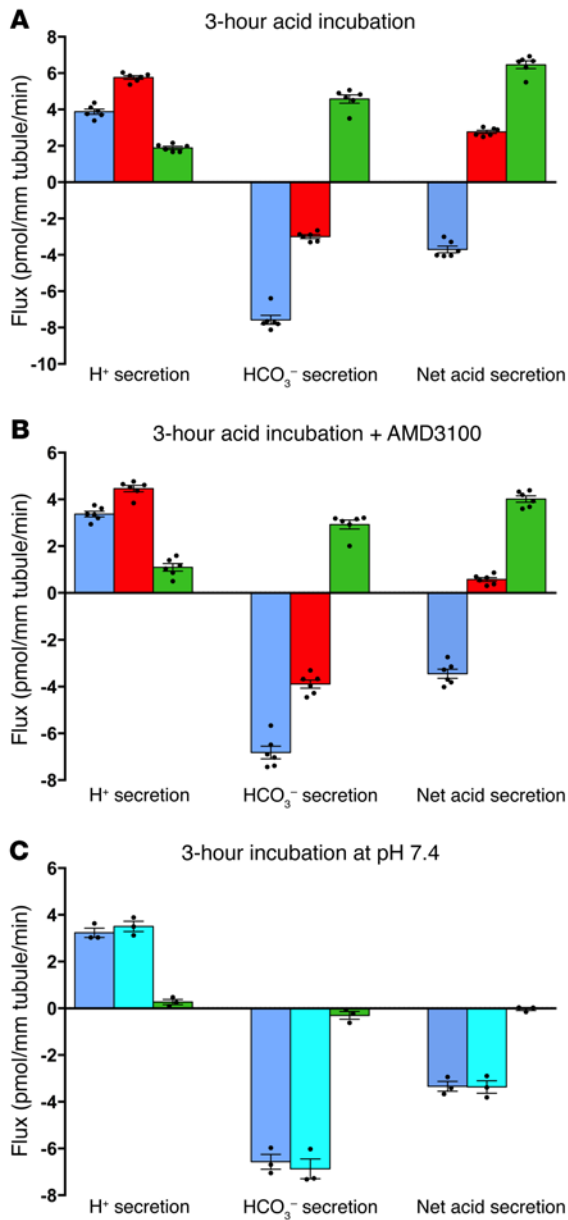 A
3-hour acid incubation
Flux (pmol/mm tubule/min)
8
6
4
2
0
-2
-4
-6
-8
-10
H⁺ secretion
HCO₃⁻ secretion
Net acid secretion
B
3-hour acid incubation + AMD3100
Flux (pmol/mm tubule/min)
6
4
2
0
-2
-4
-6
-8
H⁺ secretion
HCO₃⁻ secretion
Net acid secretion
C
3-hour incubation at pH 7.4
Flux (pmol/mm tubule/min)
6
4
2
0
-2
-4
-6
-8
H⁺ secretion
HCO₃⁻ secretion
Net acid secretion